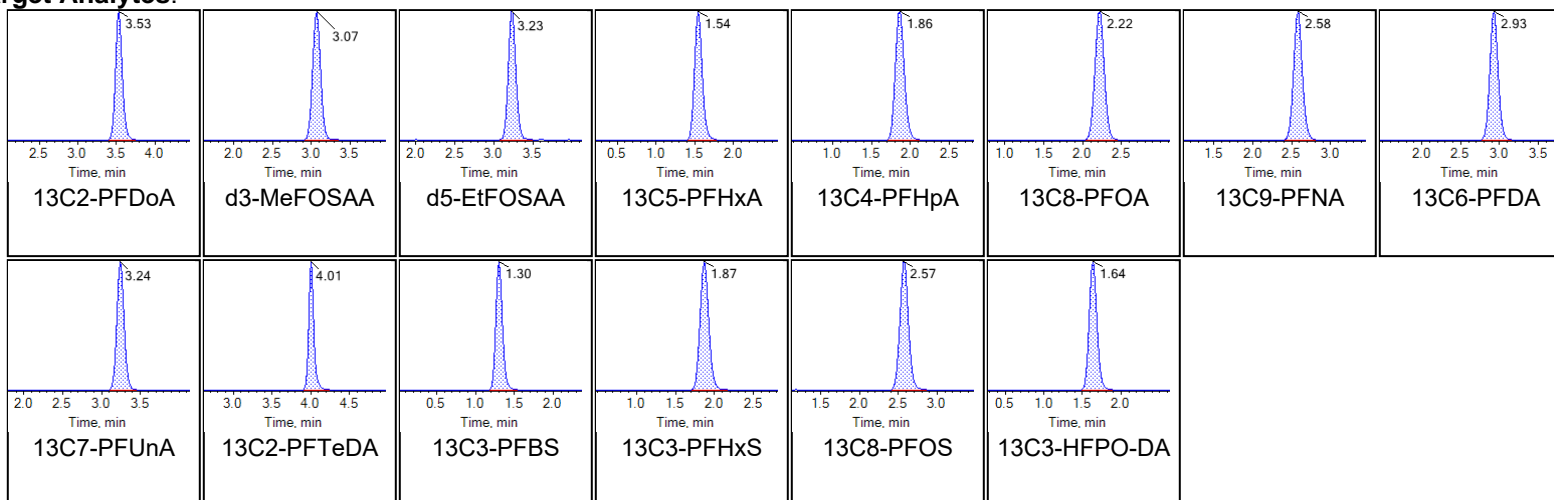 rget Analytes:
3.53 3.07 3.23 1.54 1.86 2.22 2.58 2.93
2.5 3.0 3.5 4.0 2.0 2.5 3.0 3.5 2.0 2.5 3.0 3.5 0.5 1.0 1.5 2.0 1.0 1.5 2.0 2.5 1.0 1.5 2.0 2.5 1.5 2.0 2.5 3.0 2.0 2.5 3.0 3.5
Time, min Time, min Time, min Time, min Time, min Time, min Time, min Time, min
13C2-PFDoA d3-MeFOSAA d5-EtFOSAA 13C5-PFHxA 13C4-PFHpA 13C8-PFOA 13C9-PFNA 13C6-PFDA
3.24 4.01 1.30 1.87 2.57 1.64
2.0 2.5 3.0 3.5 3.0 3.5 4.0 4.5 0.5 1.0 1.5 2.0 1.0 1.5 2.0 2.5 1.5 2.0 2.5 3.0 0.5 1.0 1.5 2.0
Time, min Time, min Time, min Time, min Time, min Time, min
13C7-PFUnA 13C2-PFTeDA 13C3-PFBS 13C3-PFHxS 13C8-PFOS 13C3-HFPO-DA